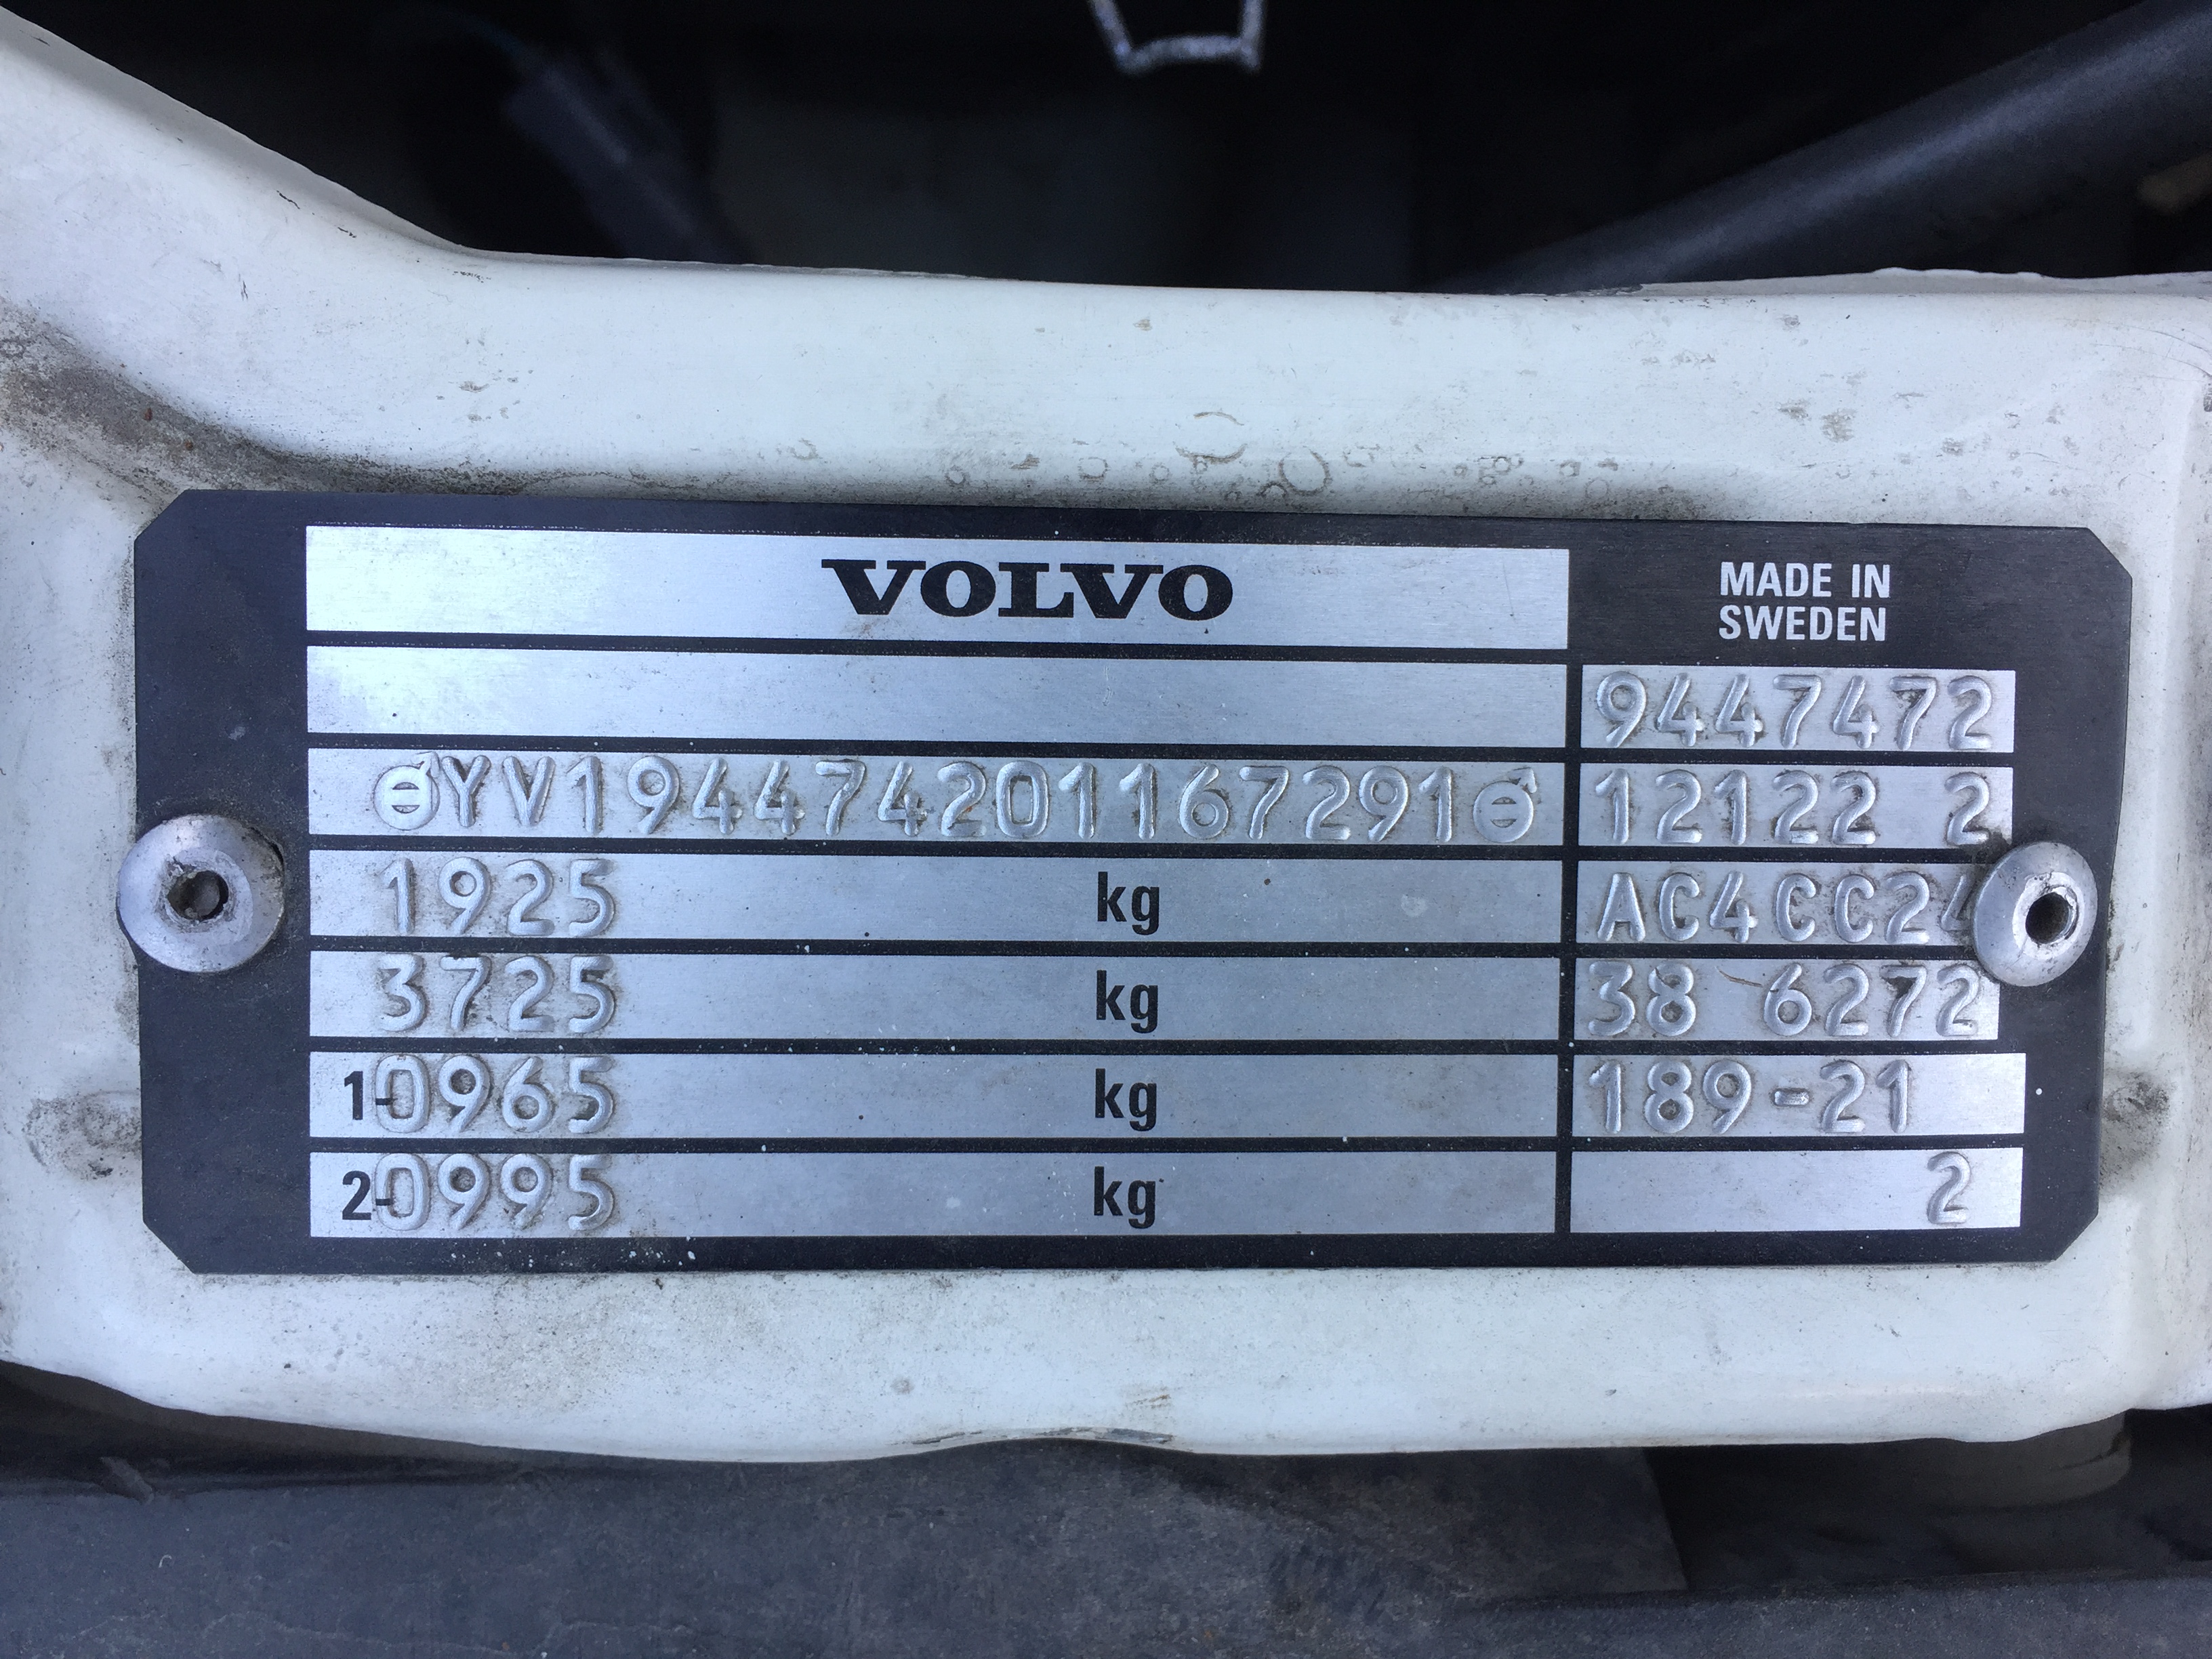 VOLVO
MADE IN
SWEDEN
9447472
YV194474201167291
12122 2
1925 kg
AC4CC24
3725 kg
38 6272
1-0965 kg
189-21
2-0995 kg
2